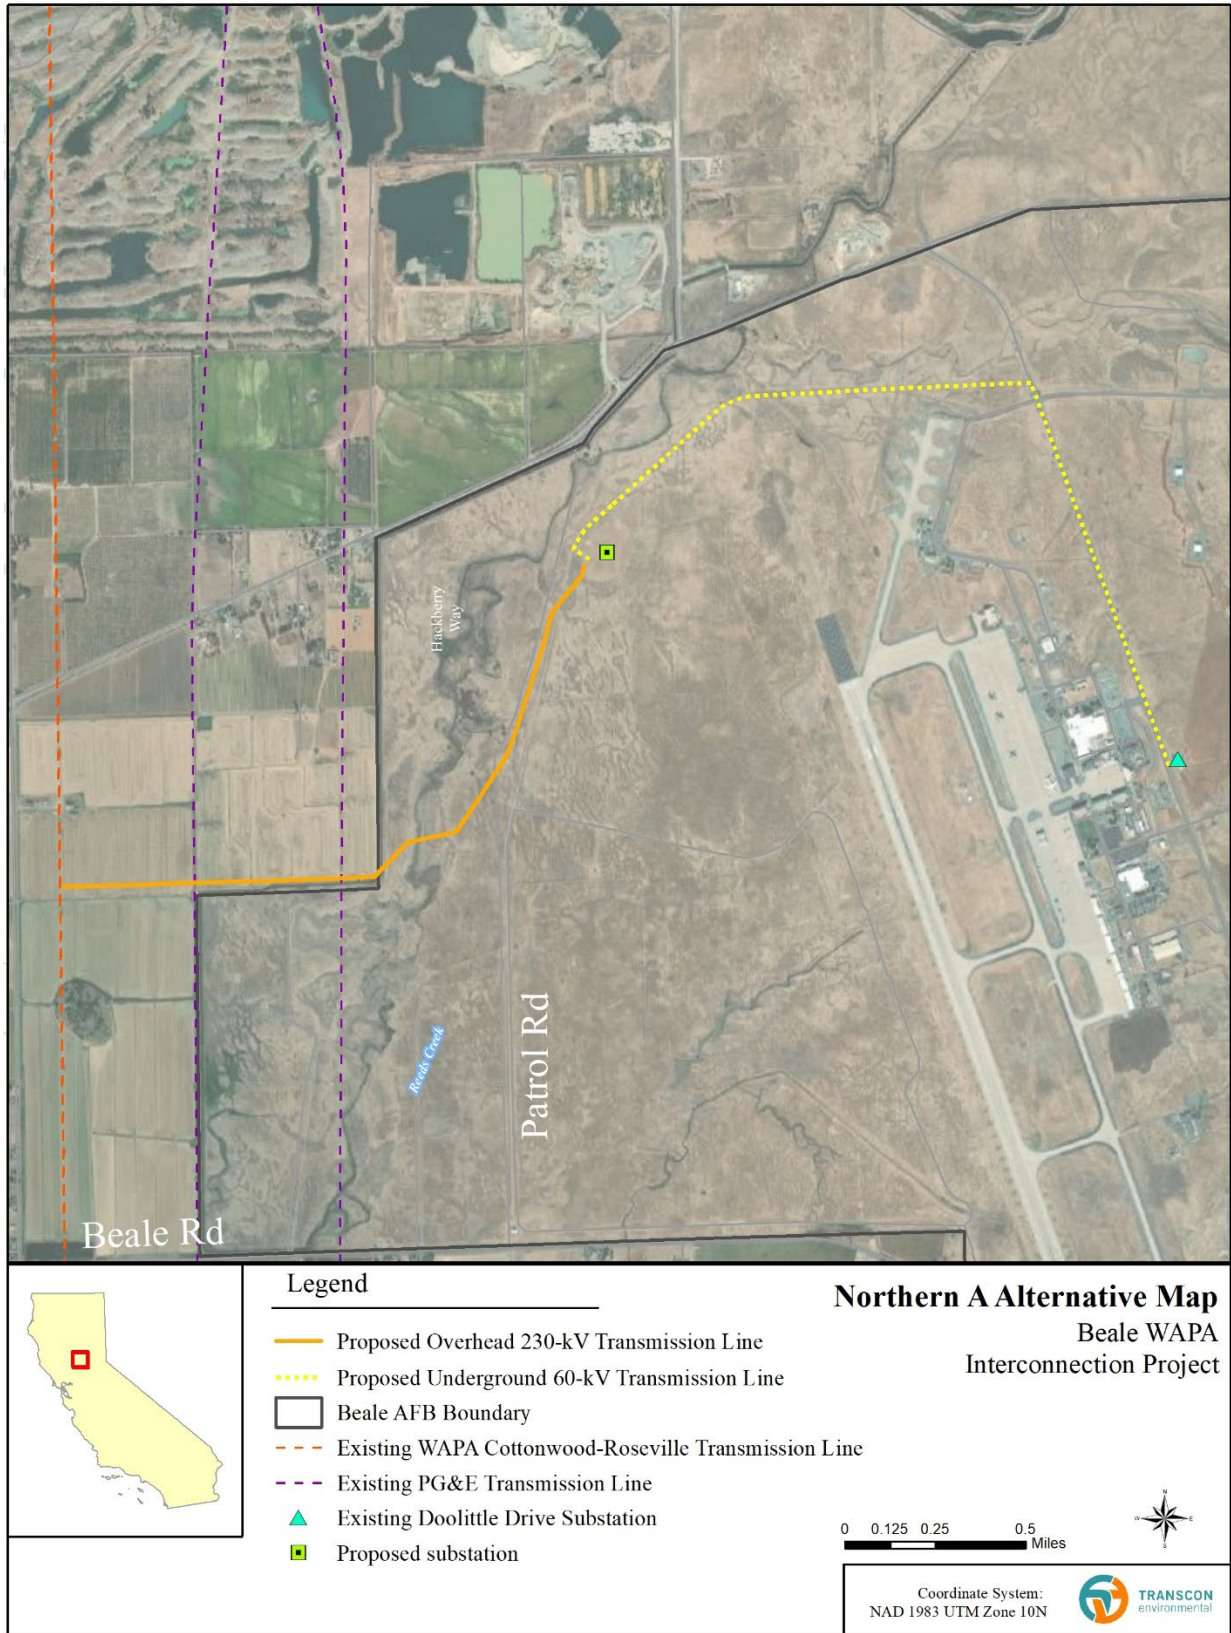 Hackberry
Way
Reeds Creek
Patrol Rd
Beale Rd
Legend
Proposed Overhead 230-kV Transmission Line
Proposed Underground 60-kV Transmission Line
Beale AFB Boundary
Existing WAPA Cottonwood-Roseville Transmission Line
Existing PG&E Transmission Line
Existing Doolittle Drive Substation
Proposed substation
Northern A Alternative Map
Beale WAPA
Interconnection Project
N
W E
S
0 0.125 0.25 0.5
Miles
Coordinate System:
NAD 1983 UTM Zone 10N
TRANSCON
environmental